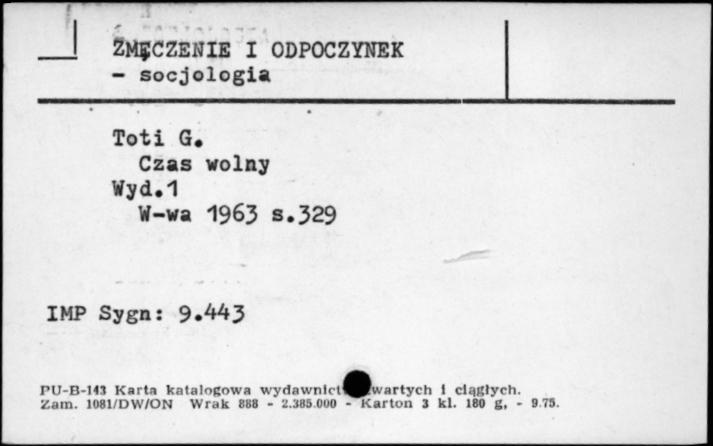 ZMĘCZENIE I ODPOCZYNEK
- socjologia
Toti G.
Czas wolny
Wyd.1
W-wa 1963 s.329
IMP Sygn: 9.443
PU-B-143 Karta katalogowa wydawnict wartych i ciągłych.
Zam. 1081/DW/ON Wrak 888 - 2.385.000 - Karton 3 kl. 180 g, - 9.75.